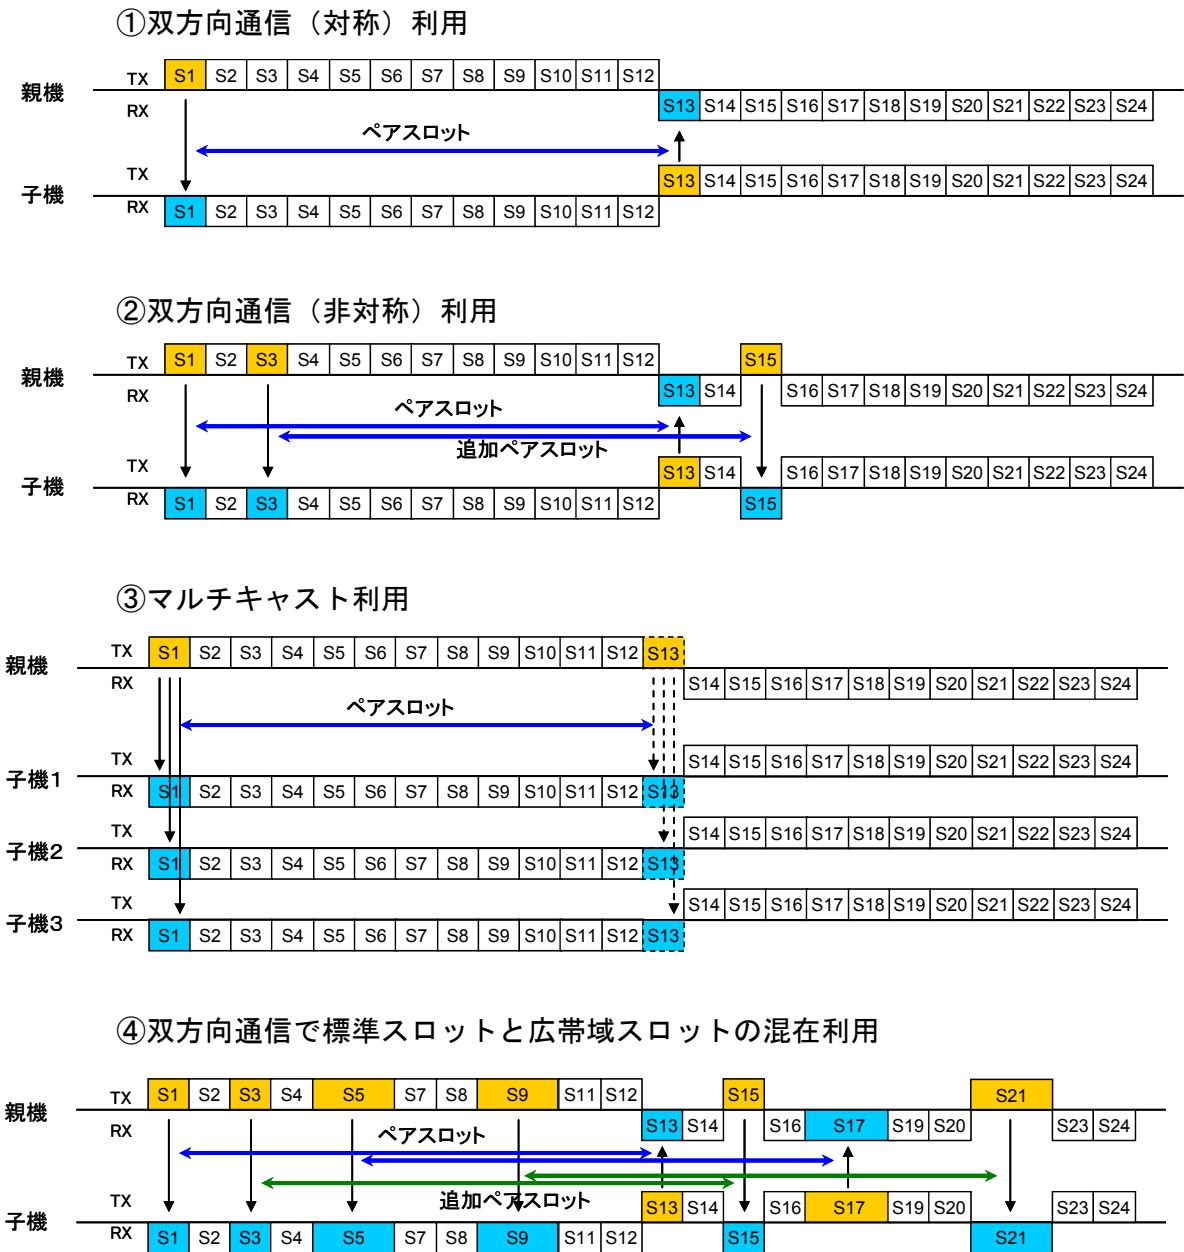 ①双方向通信（対称）利用
親機 TX S1 S2 S3 S4 S5 S6 S7 S8 S9 S10 S11 S12
RX S13 S14 S15 S16 S17 S18 S19 S20 S21 S22 S23 S24
ペアスロット
子機 TX S13 S14 S15 S16 S17 S18 S19 S20 S21 S22 S23 S24
RX S1 S2 S3 S4 S5 S6 S7 S8 S9 S10 S11 S12
②双方向通信（非対称）利用
親機 TX S1 S2 S3 S4 S5 S6 S7 S8 S9 S10 S11 S12 S15
RX S13 S14 S16 S17 S18 S19 S20 S21 S22 S23 S24
ペアスロット
追加ペアスロット
子機 TX S13 S14 S16 S17 S18 S19 S20 S21 S22 S23 S24
RX S1 S2 S3 S4 S5 S6 S7 S8 S9 S10 S11 S12 S15
③マルチキャスト利用
親機 TX S1 S2 S3 S4 S5 S6 S7 S8 S9 S10 S11 S12 S13
RX S14 S15 S16 S17 S18 S19 S20 S21 S22 S23 S24
ペアスロット
子機1 TX S14 S15 S16 S17 S18 S19 S20 S21 S22 S23 S24
RX S1 S2 S3 S4 S5 S6 S7 S8 S9 S10 S11 S12 S13
子機2 TX S14 S15 S16 S17 S18 S19 S20 S21 S22 S23 S24
RX S1 S2 S3 S4 S5 S6 S7 S8 S9 S10 S11 S12 S13
子機3 TX S14 S15 S16 S17 S18 S19 S20 S21 S22 S23 S24
RX S1 S2 S3 S4 S5 S6 S7 S8 S9 S10 S11 S12 S13
④双方向通信で標準スロットと広帯域スロットの混在利用
親機 TX S1 S2 S3 S4 S5 S7 S8 S9 S11 S12 S15 S21
RX S13 S14 S16 S17 S19 S20 S23 S24
ペアスロット
追加ペアスロット
子機 TX S13 S14 S16 S17 S19 S20 S23 S24
RX S1 S2 S3 S4 S5 S7 S8 S9 S11 S12 S15 S21